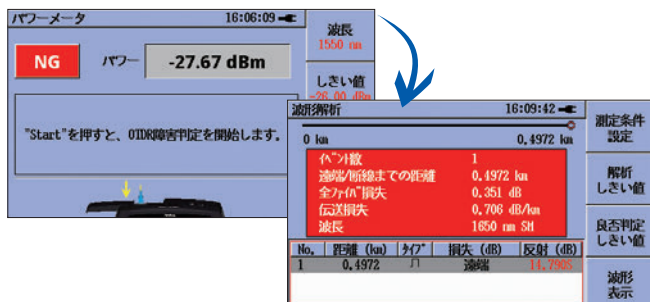 パワーメータ 16:06:09
NG パワー -27.67 dBm
波長
1550 nm
しきい値
-26.00 dBm
"Start"を押すと、OTDR障害判定を開始します。
波形解析 16:09:42
0 km 0.4972 km
イベント数 1
遠端/断線までの距離 0.4972 km
全ファイバ損失 0.351 dB
伝送損失 0.706 dB/km
波長 1650 nm SM
No. 距離 (km) タイプ 損失 (dB) 反射 (dB)
1 0.4972 遠端 14.790S
測定条件
設定
解析
しきい値
良否判定
しきい値
波形
表示